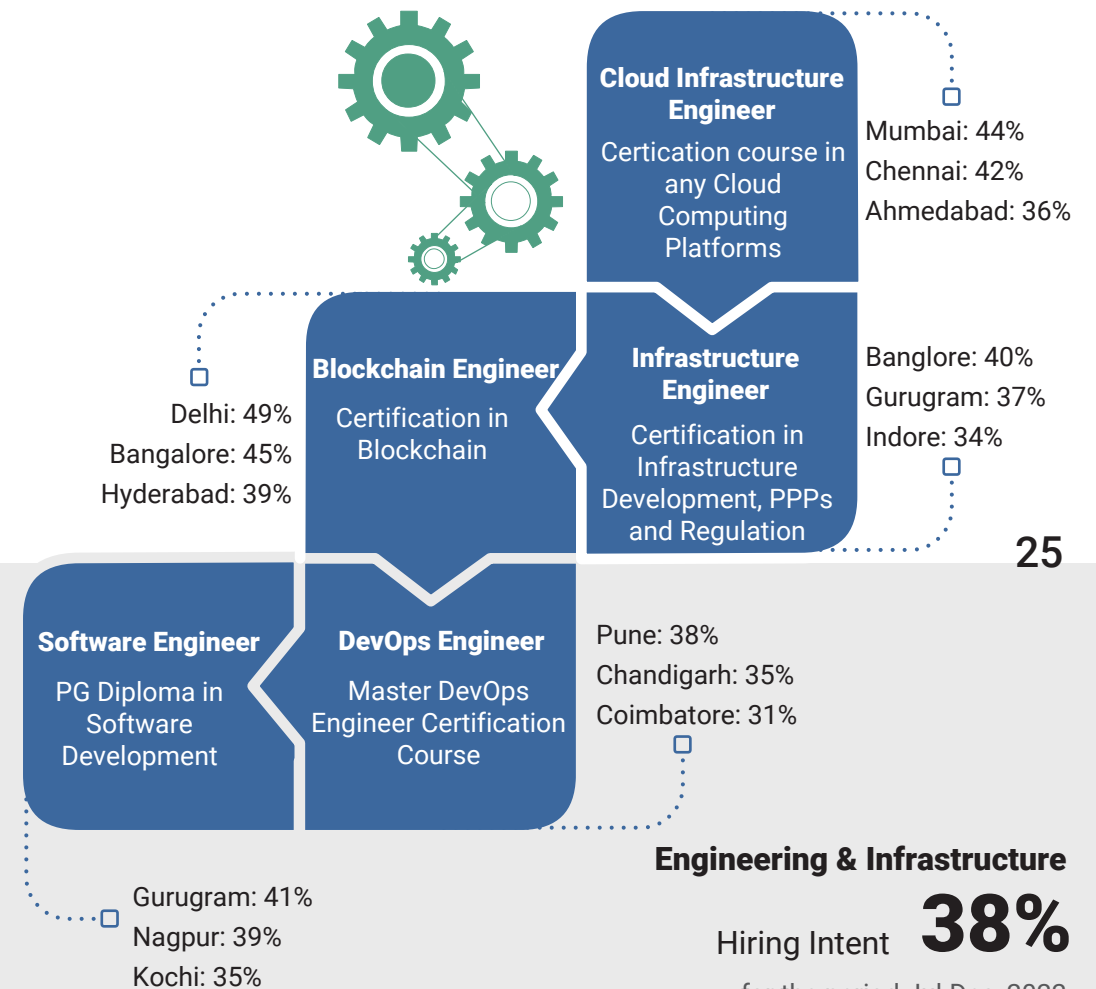 Cloud Infrastructure
Engineer
Certication course in
any Cloud
Computing
Platforms
Mumbai: 44%
Chennai: 42%
Ahmedabad: 36%
Blockchain Engineer
Certification in
Blockchain
Delhi: 49%
Bangalore: 45%
Hyderabad: 39%
Infrastructure
Engineer
Certification in
Infrastructure
Development, PPPs
and Regulation
Banglore: 40%
Gurugram: 37%
Indore: 34%
25
Software Engineer
PG Diploma in
Software
Development
DevOps Engineer
Master DevOps
Engineer Certification
Course
Pune: 38%
Chandigarh: 35%
Coimbatore: 31%
Gurugram: 41%
Nagpur: 39%
Kochi: 35%
Engineering & Infrastructure
Hiring Intent 38%